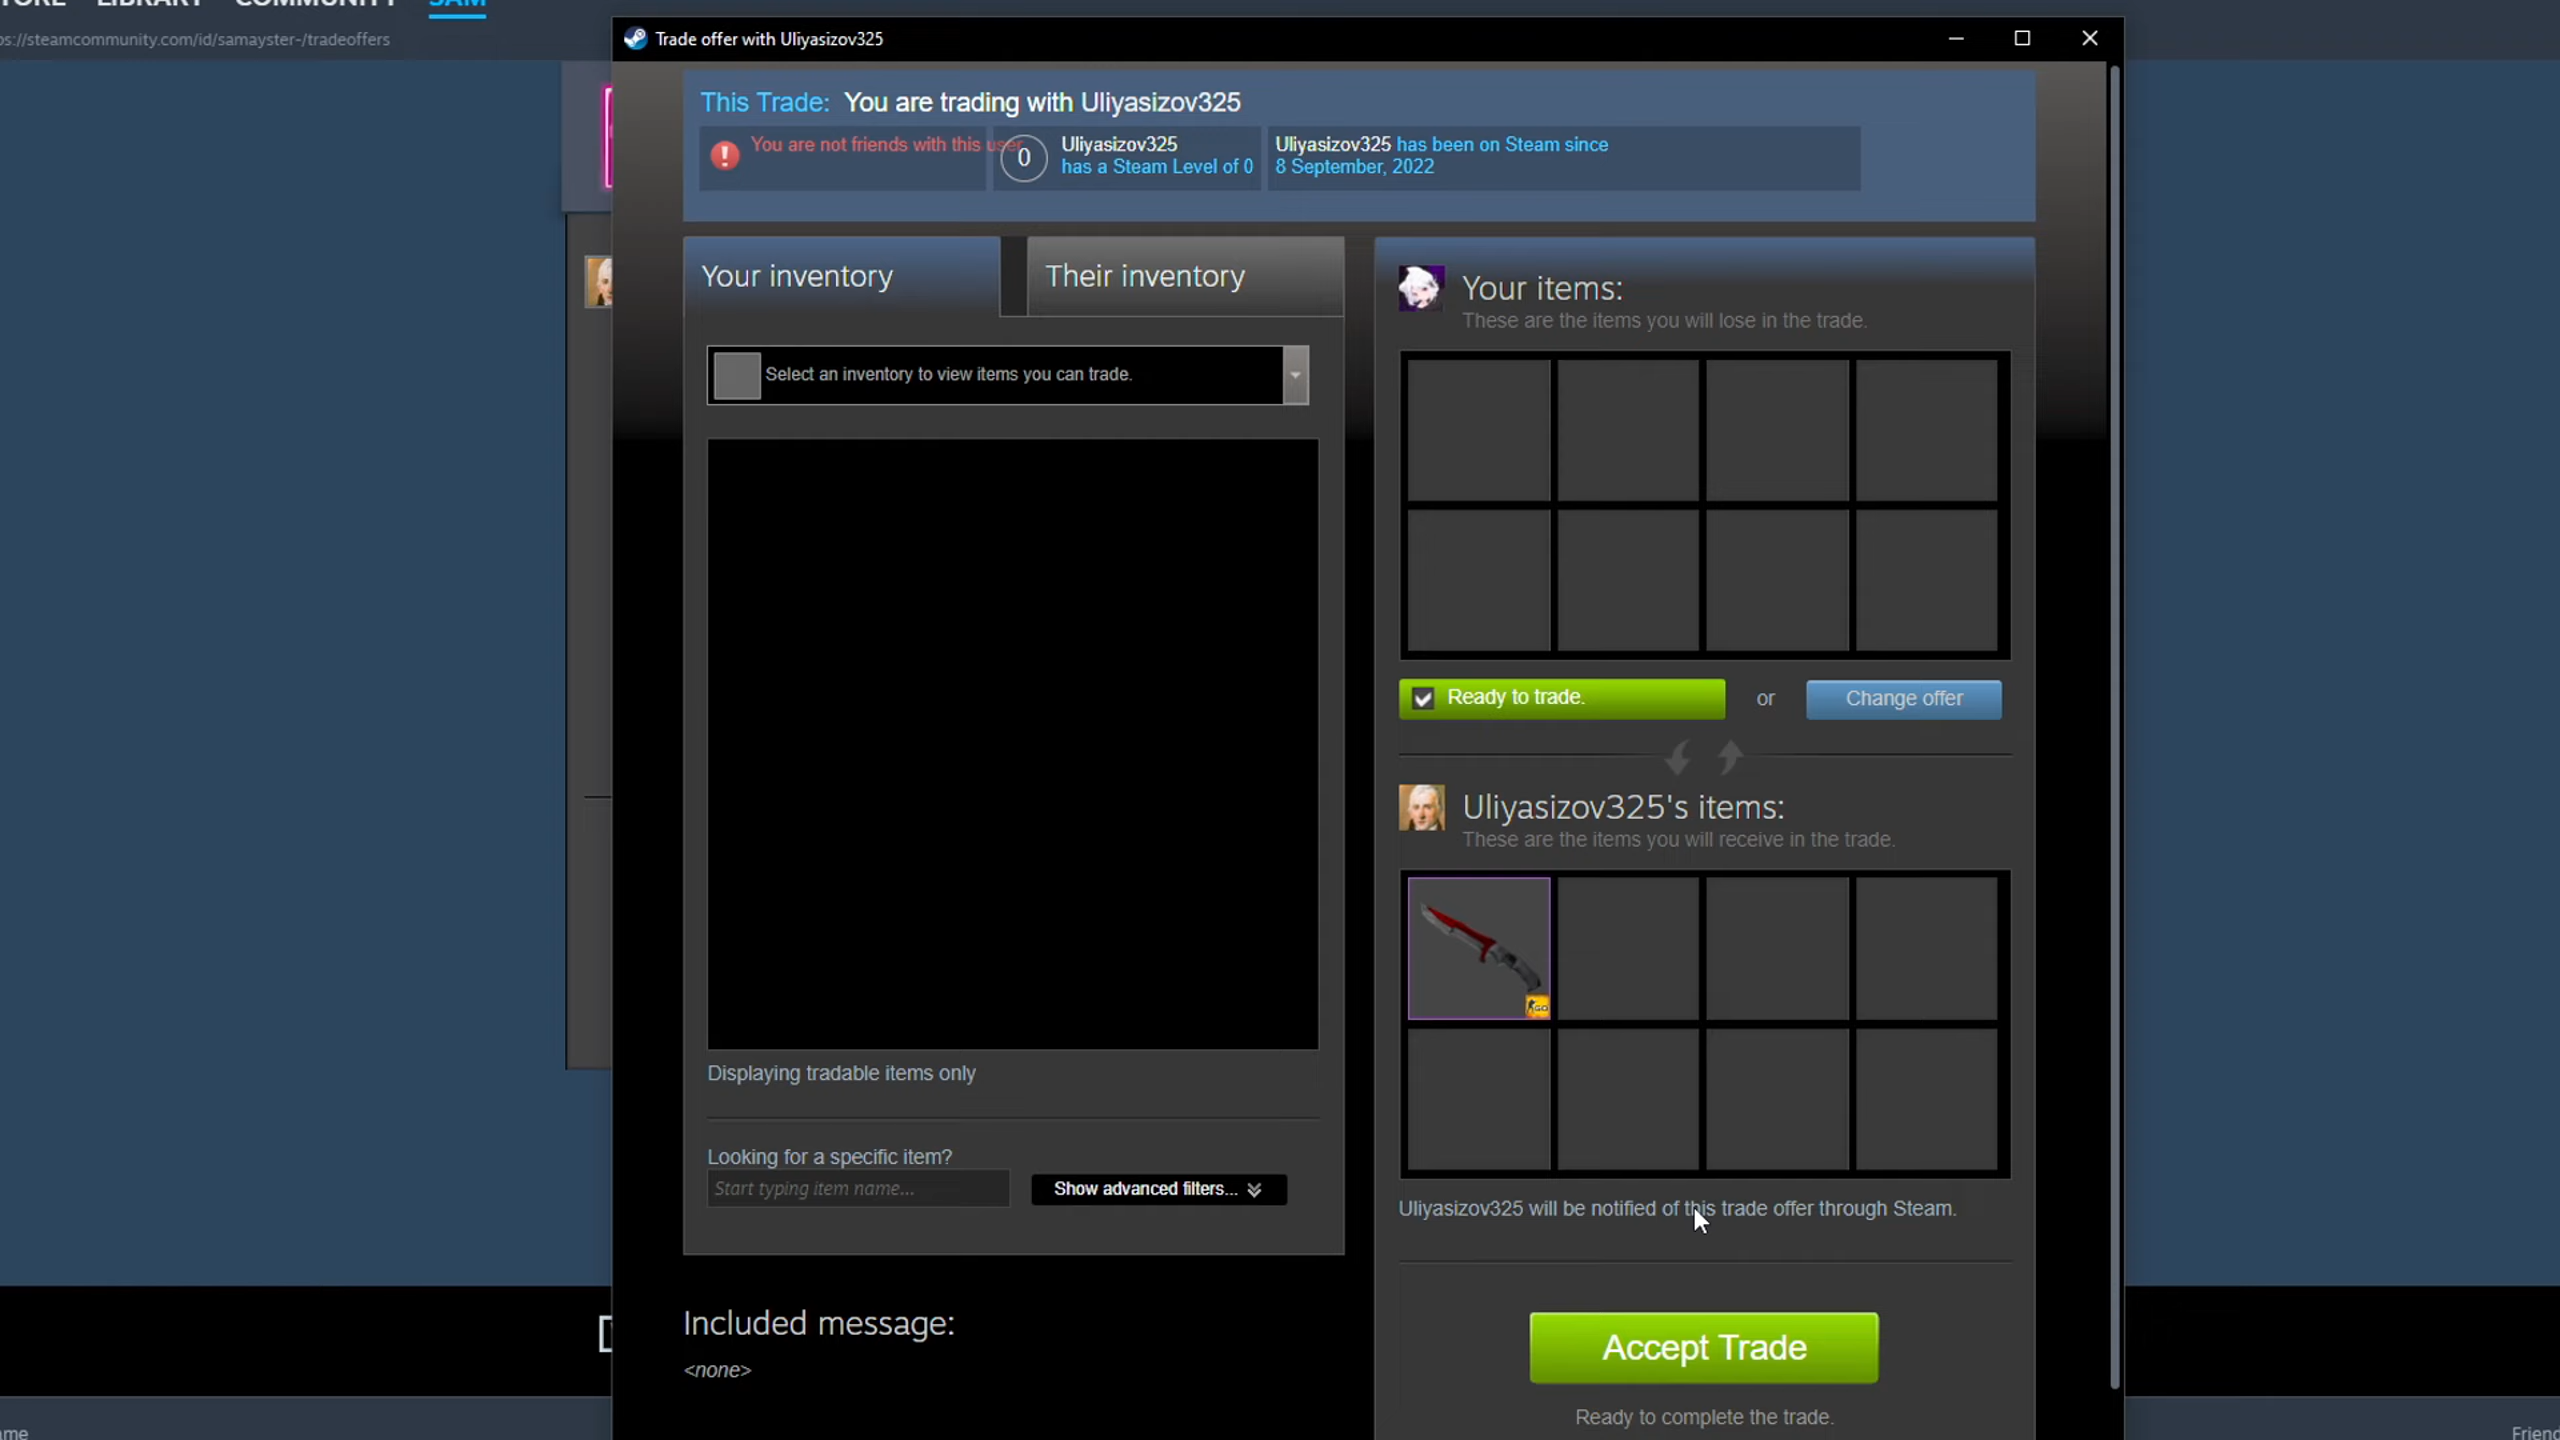 LIBRARY COMMUNITY SAM
ps://steamcommunity.com/id/samayster-/tradeoffers
Trade offer with Uliyasizov325
This Trade: You are trading with Uliyasizov325
You are not friends with this user
0
Uliyasizov325
has a Steam Level of 0
Uliyasizov325 has been on Steam since
8 September, 2022
Your inventory
Their inventory
Select an inventory to view items you can trade.
Displaying tradable items only
Looking for a specific item?
Start typing item name...
Show advanced filters...
Included message:
<none>
Your items:
These are the items you will lose in the trade.
Ready to trade.
or
Change offer
Uliyasizov325's items:
These are the items you will receive in the trade.
GO
Uliyasizov325 will be notified of this trade offer through Steam.
Accept Trade
Ready to complete the trade.